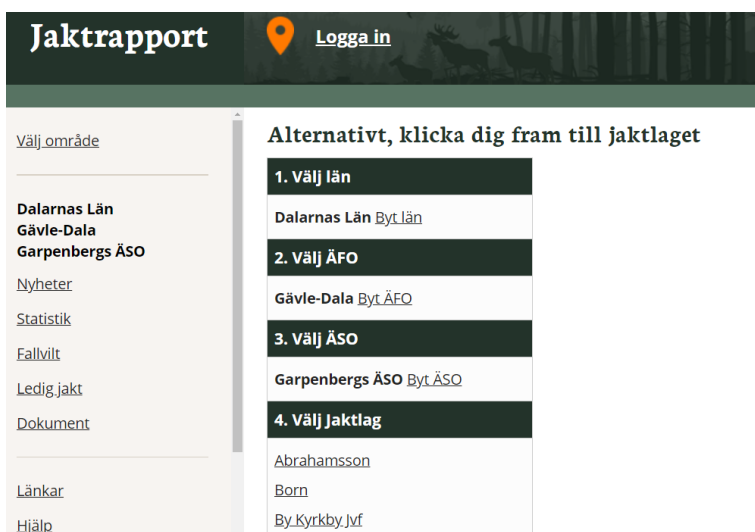 Jaktrapport
Logga in
Välj område
Dalarnas Län
Gävle-Dala
Garpenbergs ÄSO
Nyheter
Statistik
Fallvilt
Ledig jakt
Dokument
Länkar
Hjälp
Alternativt, klicka dig fram till jaktlaget
1. Välj län
Dalarnas Län Byt län
2. Välj ÄFO
Gävle-Dala Byt ÄFO
3. Välj ÄSO
Garpenbergs ÄSO Byt ÄSO
4. Välj Jaktlag
Abrahamsson
Born
By Kyrkby Jvf